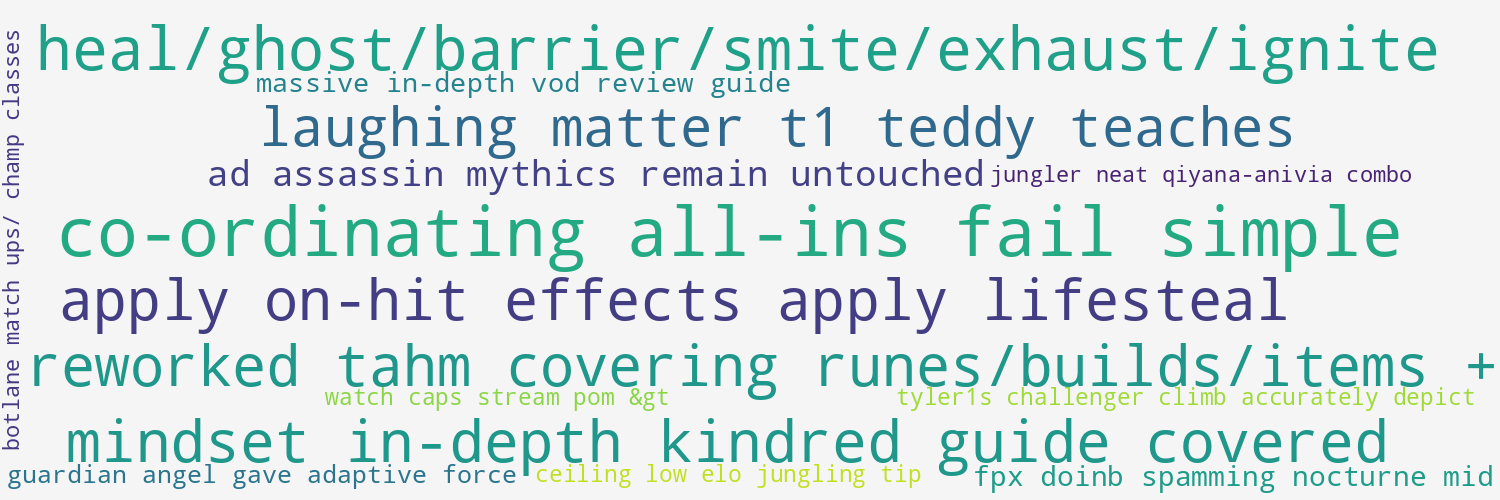 heal/ghost/barrier/smite/exhaust/ignite
massive in-depth vod review guide
laughing matter t1 teddy teaches
ad assassin mythics remain untouched
jungler neat qiyana-anivia combo
co-ordinating all-ins fail simple
apply on-hit effects apply lifesteal
reworked tahm covering runes/builds/items +
watch caps stream pom &gt
tyler1s challenger climb accurately depict
mindset in-depth kindred guide covered
guardian angel gave adaptive force
ceiling low elo jungling tip
fpx doinb spamming nocturne mid
botlane match ups/ champ classes